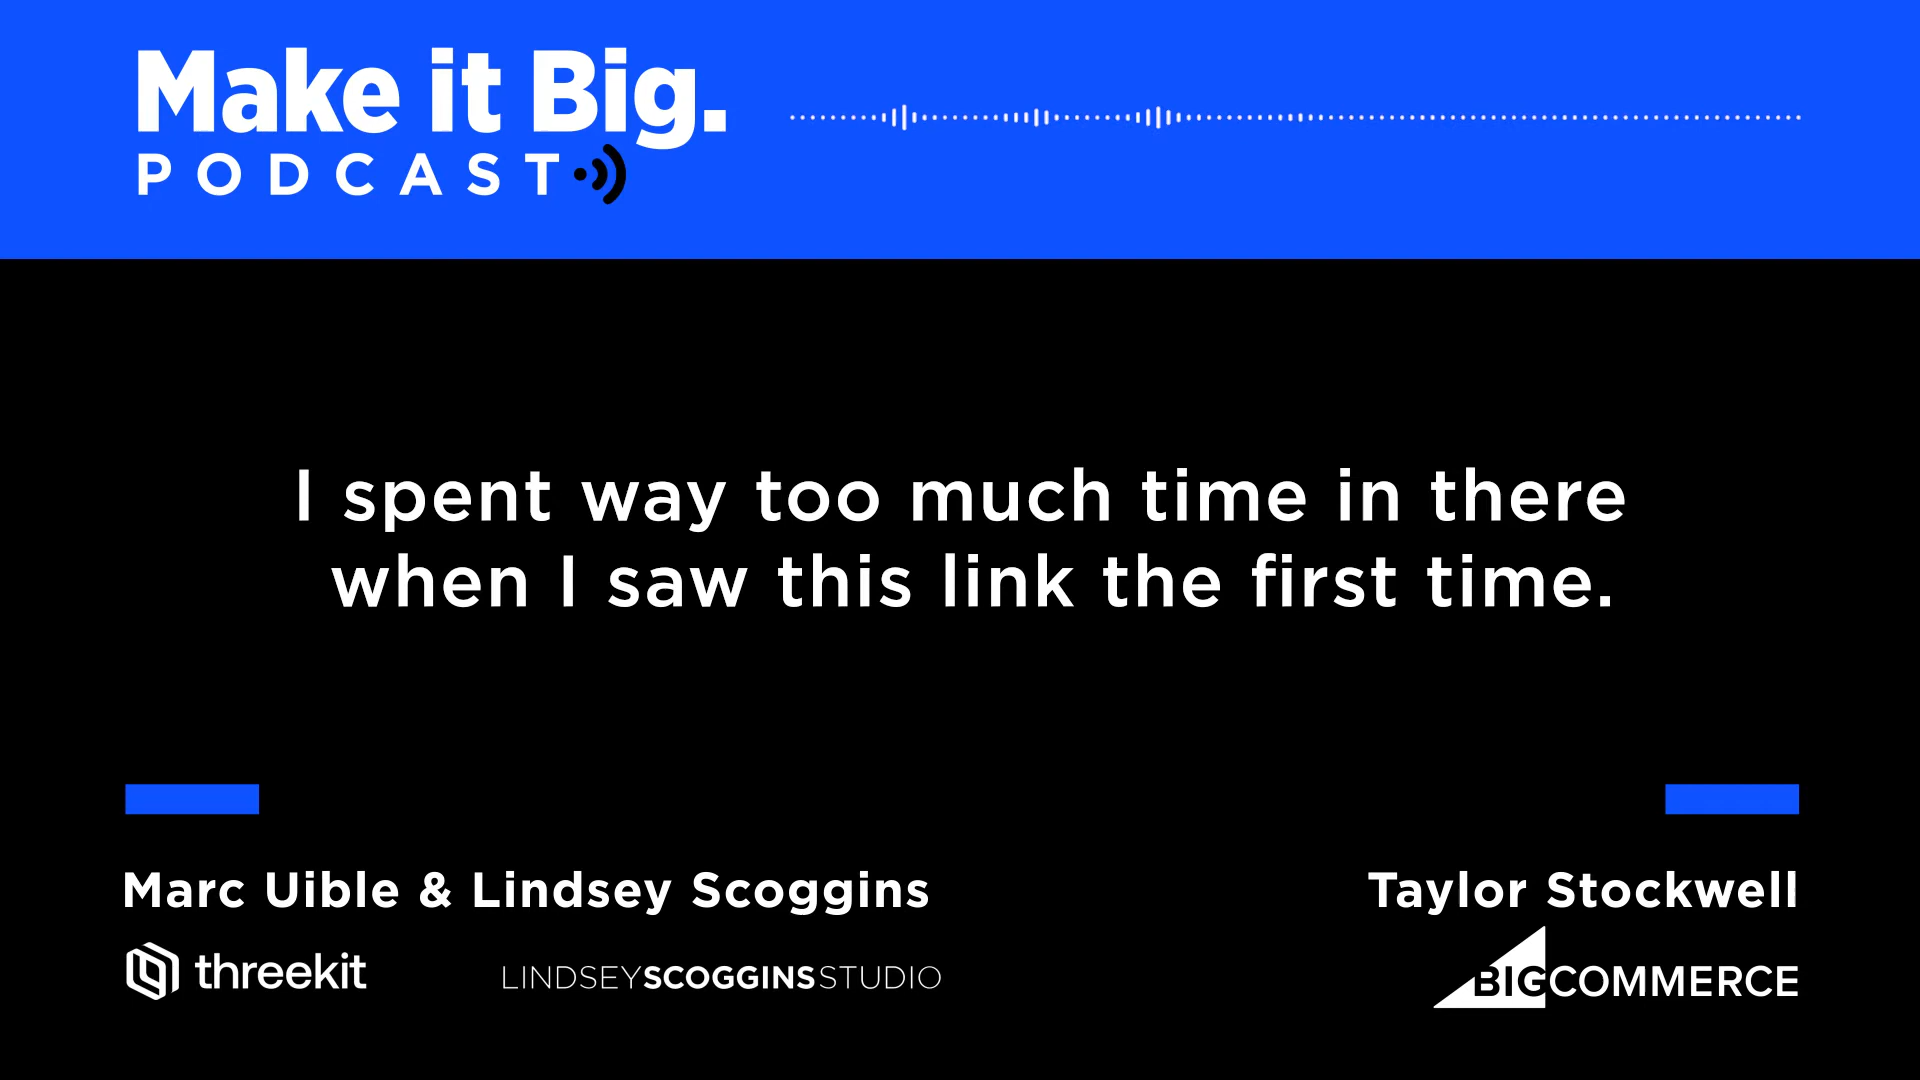 Make it Big.
PODCAST
I spent way too much time in there
when I saw this link the first time.
Marc Uible & Lindsey Scoggins
threekit
LINDSEYSCOGGINSSTUDIO
Taylor Stockwell
BIGCOMMERCE